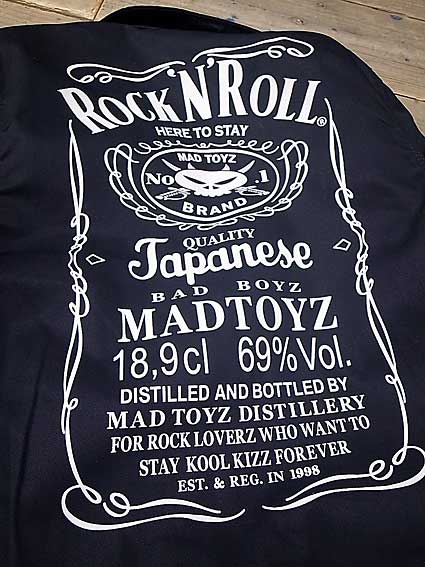 ROCK'N'ROLL®
HERE TO STAY
MAD TOYZ
No .1
BRAND
QUALITY
Japanese
BAD BOYZ
MADTOYZ
18,9cl 69%Vol.
DISTILLED AND BOTTLED BY
MAD TOYZ DISTILLERY
FOR ROCK LOVERZ WHO WANT TO
STAY KOOL KIZZ FOREVER
EST. & REG. IN 1998